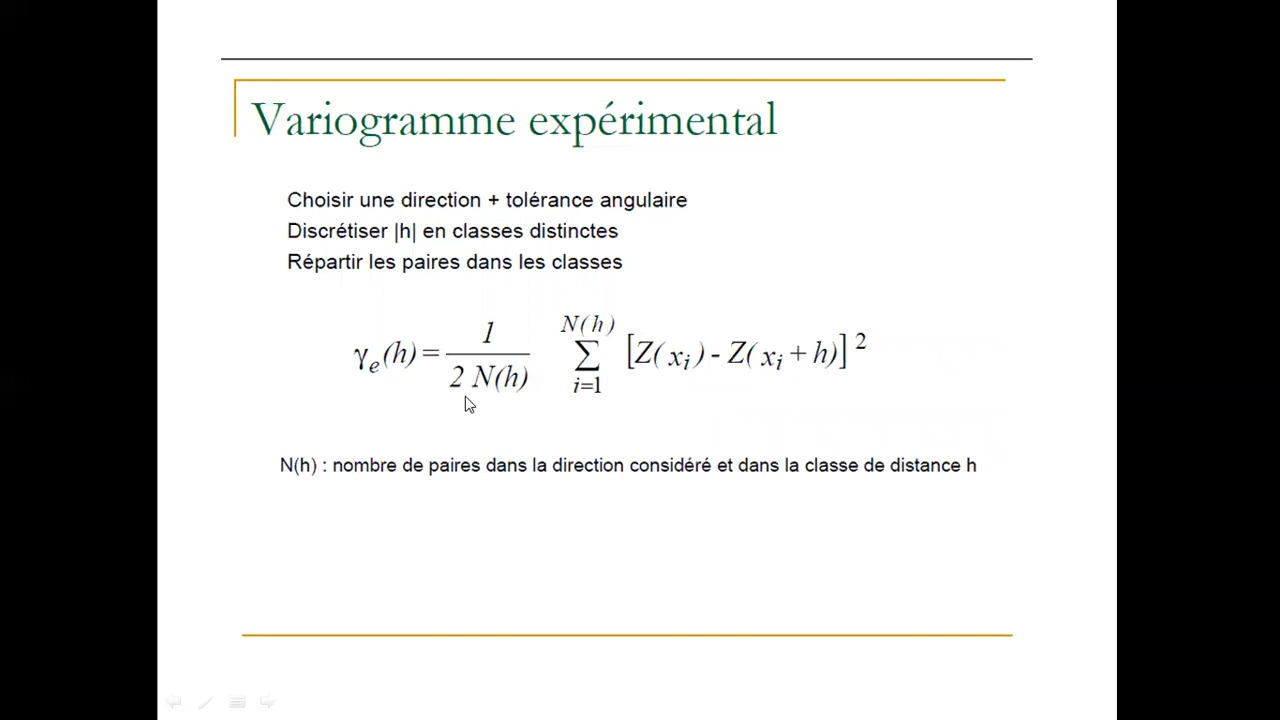 Variogramme expérimental
Choisir une direction + tolérance angulaire
Discrétiser |h| en classes distinctes
Répartir les paires dans les classes
γₑ(h) = 1 / (2 N(h)) ∑_{i=1}^{N(h)} [Z(xᵢ) - Z(xᵢ + h)]²
N(h) : nombre de paires dans la direction considéré et dans la classe de distance h